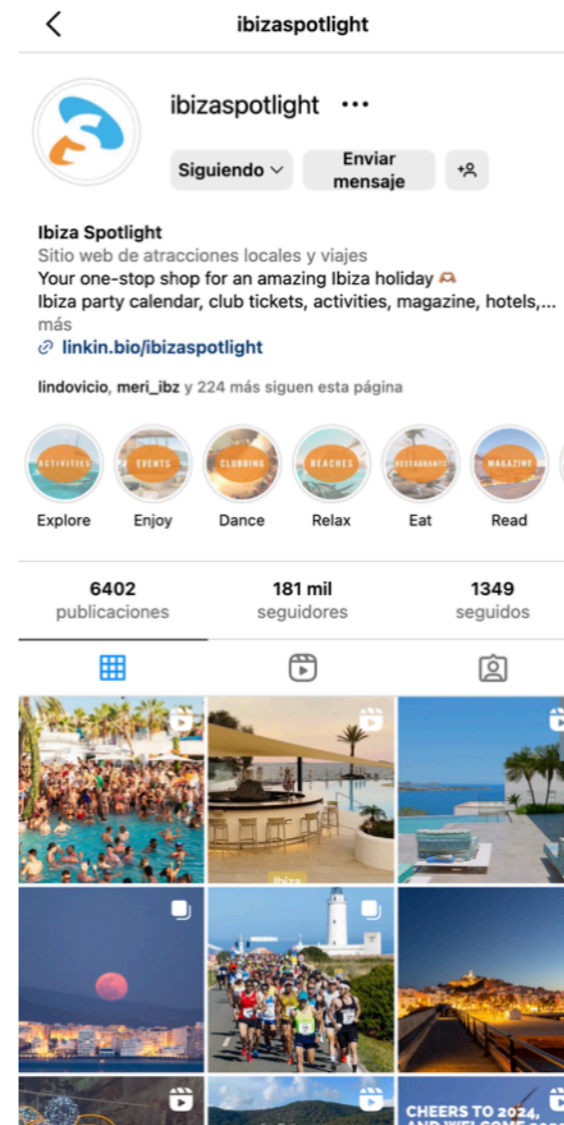 ibizaspotlight
ibizaspotlight
Siguiendo
Enviar
mensaje
Ibiza Spotlight
Sitio web de atracciones locales y viajes
Your one-stop shop for an amazing Ibiza holiday 🫶🏽
Ibiza party calendar, club tickets, activities, magazine, hotels,...
más
linkin.bio/ibizaspotlight
lindovicio, meri_ibz y 224 más siguen esta página
ACTIVITIES
EVENTS
CLUBBING
BEACHES
RESTAURANTS
MAGAZINE
Explore
Enjoy
Dance
Relax
Eat
Read
6402
181 mil
1349
publicaciones
seguidores
seguidos
Ibiza
CHEERS TO 2024,
AND WELCOME